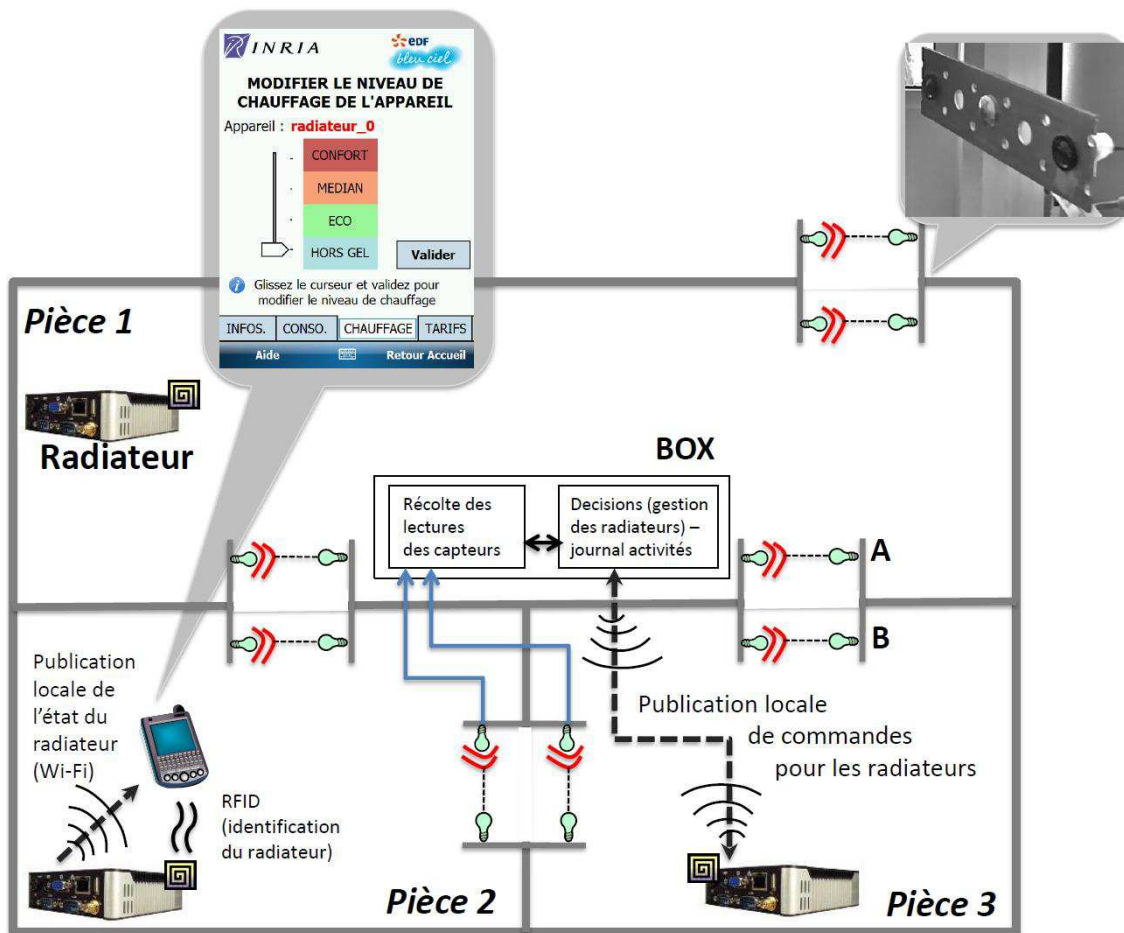 INRIA
eDF
bleu ciel
MODIFIER LE NIVEAU DE
CHAUFFAGE DE L'APPAREIL
Appareil : radiateur_0
CONFORT
MEDIAN
ECO
HORS GEL
Valider
Glissez le curseur et validez pour
modifier le niveau de chauffage
INFOS. CONSO. CHAUFFAGE TARIFS
Aide Retour Accueil
Pièce 1
Radiateur
BOX
Récolte des
lectures
des capteurs
Decisions (gestion
des radiateurs) –
journal activités
A
B
Publication
locale de
l'état du
radiateur
(Wi-Fi)
RFID
(identification
du radiateur)
Publication locale
de commandes
pour les radiateurs
Pièce 2
Pièce 3